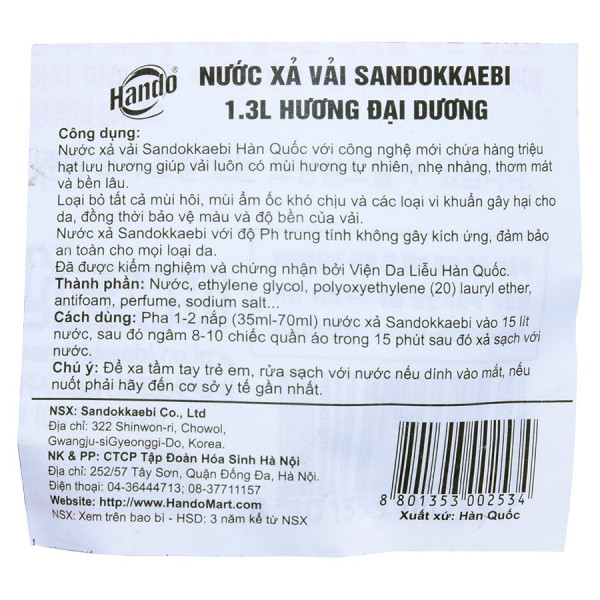 Hando®
NƯỚC XẢ VẢI SANDOKKAEBI
1.3L HƯƠNG ĐẠI DƯƠNG
Công dụng:
Nước xả vải Sandokkaebi Hàn Quốc với công nghệ mới chứa hàng triệu
hạt lưu hương giúp vải luôn có mùi hương tự nhiên, nhẹ nhàng, thơm mát
và bền lâu.
Loại bỏ tất cả mùi hôi, mùi ẩm ốc khó chịu và các loại vi khuẩn gây hại cho
da, đồng thời bảo vệ màu và độ bền của vải.
Nước xả Sandokkaebi với độ Ph trung tính không gây kích ứng, đảm bảo
an toàn cho mọi loại da.
Đã được kiểm nghiệm và chứng nhận bởi Viện Da Liễu Hàn Quốc.
Thành phần: Nước, ethylene glycol, polyoxyethylene (20) lauryl ether,
antifoam, perfume, sodium salt...
Cách dùng: Pha 1-2 nắp (35ml-70ml) nước xả Sandokkaebi vào 15 lít
nước, sau đó ngâm 8-10 chiếc quần áo trong 15 phút sau đó xả sạch với
nước.
Chú ý: Để xa tầm tay trẻ em, rửa sạch với nước nếu dính vào mắt, nếu
nuốt phải hãy đến cơ sở y tế gần nhất.
NSX: Sandokkaebi Co., Ltd
Địa chỉ: 322 Shinwon-ri, Chowol,
Gwangju-siGyeonggi-Do, Korea.
NK & PP: CTCP Tập Đoàn Hóa Sinh Hà Nội
Địa chỉ: 252/57 Tây Sơn, Quận Đống Đa, Hà Nội.
Điện thoại: 04-36444713; 08-37711157
Website: http://www.HandoMart.com
NSX: Xem trên bao bi - HSD: 3 năm kể từ NSX
8 801353 002534
Xuất xứ: Hàn Quốc